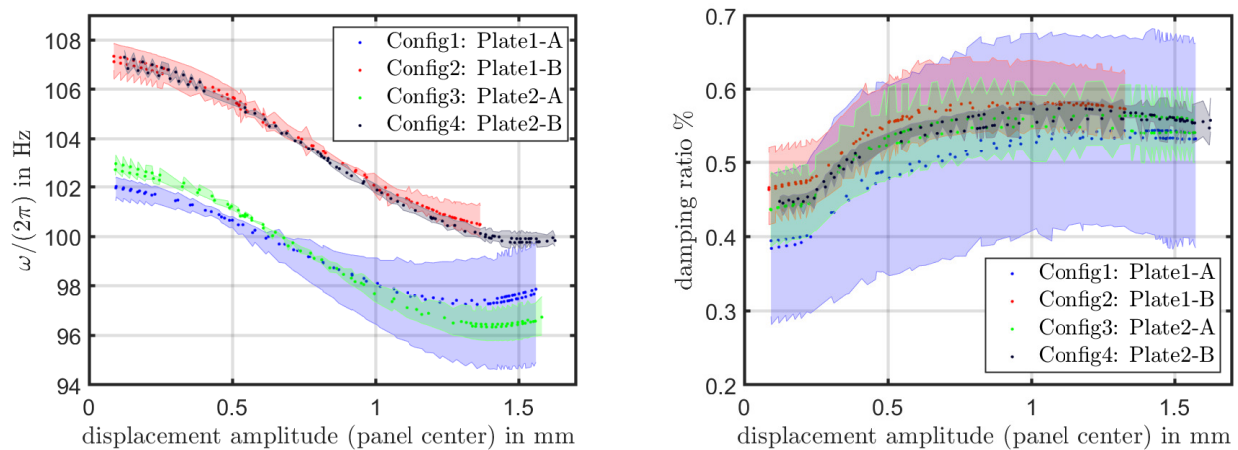 108
106
104
102
100
98
96
94
0
0.5
1
1.5
ω/(2π) in Hz
displacement amplitude (panel center) in mm
Config1: Plate1-A
Config2: Plate1-B
Config3: Plate2-A
Config4: Plate2-B
0.7
0.6
0.5
0.4
0.3
0.2
0
0.5
1
1.5
damping ratio %
displacement amplitude (panel center) in mm
Config1: Plate1-A
Config2: Plate1-B
Config3: Plate2-A
Config4: Plate2-B